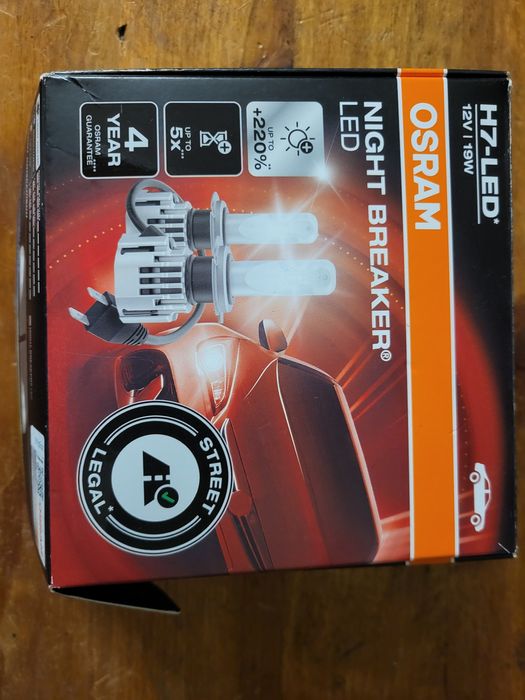 H7-LED*
12V / 19W
OSRAM
NIGHT BREAKER®
LED
UP TO
+220%**
UP TO
5x**
4
YEAR
OSRAM
GUARANTEE
STREET
LEGAL*